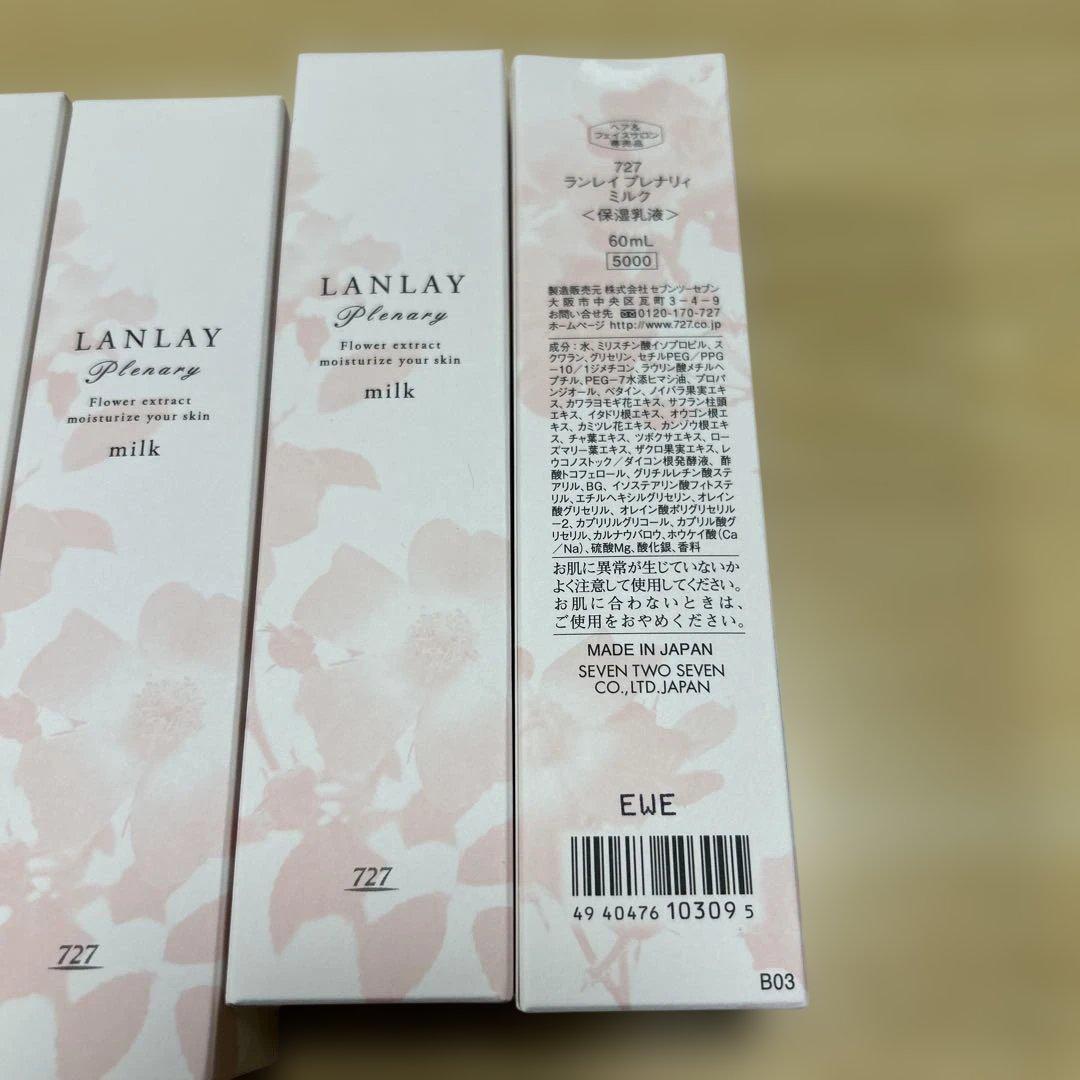 LANLAY
Plenary
Flower extract
moisturize your skin
milk
727
LANLAY
Plenary
Flower extract
moisturize your skin
milk
727
ヘア&
フェイスサロン
専売品
727
ランレイ プレナリィ
ミルク
<保湿乳液>
60mL
5000
製造販売元 株式会社セブンツーセブン
大阪市中央区瓦町3-4-9
お問い合せ先 0120-170-727
ホームページ http://www.727.co.jp
成分:水、ミリスチン酸イソプロピル、ス
クワラン、グリセリン、セチルPEG/PPG
-10/1ジメチコン、ラウリン酸メチルヘ
プチル、PEG-7水添ヒマシ油、プロパ
ンジオール、ベタイン、ノイバラ果実エキ
ス、カワラヨモギ花エキス、サフラン柱頭
エキス、イタドリ根エキス、オウゴン根エ
キス、カミツレ花エキス、カンゾウ根エキ
ス、チャ葉エキス、ツボクサエキス、ロー
ズマリー葉エキス、ザクロ果実エキス、レ
ウコノストック/ダイコン根発酵液、酢
酸トコフェロール、グリチルレチン酸ステ
アリル、BG、イソステアリン酸フィトステ
リル、エチルヘキシルグリセリン、オレイン
酸グリセリル、オレイン酸ポリグリセリル
-2、カプリリルグリコール、カプリル酸グ
リセリル、カルナウバロウ、ホウケイ酸(Ca
/Na)、硫酸Mg、酸化銀、香料
お肌に異常が生じていないか
よく注意して使用してください。
お肌に合わないときは、
ご使用をおやめください。
MADE IN JAPAN
SEVEN TWO SEVEN
CO.,LTD.JAPAN
EWE
49 40476 10309 5
B03